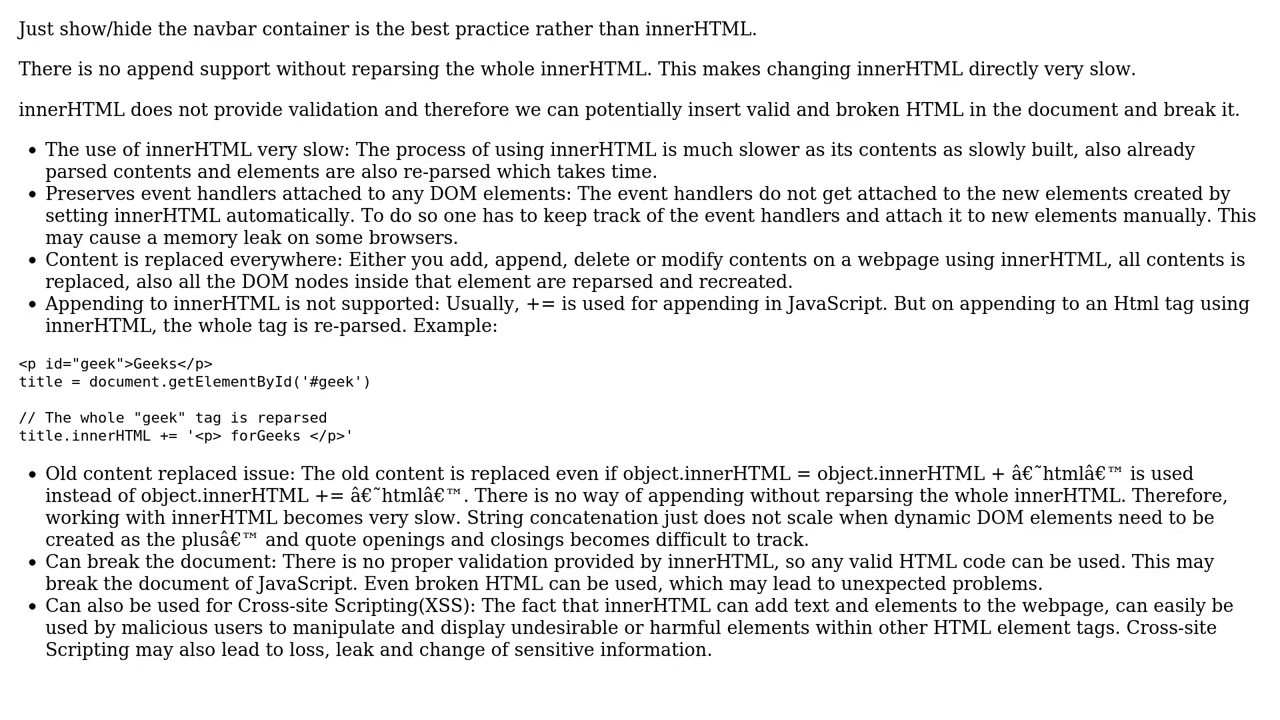 Just show/hide the navbar container is the best practice rather than innerHTML.
There is no append support without reparsing the whole innerHTML. This makes changing innerHTML directly very slow.
innerHTML does not provide validation and therefore we can potentially insert valid and broken HTML in the document and break it.
• The use of innerHTML very slow: The process of using innerHTML is much slower as its contents as slowly built, also already
parsed contents and elements are also re-parsed which takes time.
• Preserves event handlers attached to any DOM elements: The event handlers do not get attached to the new elements created by
setting innerHTML automatically. To do so one has to keep track of the event handlers and attach it to new elements manually. This
may cause a memory leak on some browsers.
• Content is replaced everywhere: Either you add, append, delete or modify contents on a webpage using innerHTML, all contents is
replaced, also all the DOM nodes inside that element are reparsed and recreated.
• Appending to innerHTML is not supported: Usually, += is used for appending in JavaScript. But on appending to an Html tag using
innerHTML, the whole tag is re-parsed. Example:
<p id="geek">Geeks</p>
title = document.getElementById('#geek')
// The whole "geek" tag is reparsed
title.innerHTML += '<p> forGeeks </p>'
• Old content replaced issue: The old content is replaced even if object.innerHTML = object.innerHTML + â€˜htmlâ€™ is used
instead of object.innerHTML += â€˜htmlâ€™. There is no way of appending without reparsing the whole innerHTML. Therefore,
working with innerHTML becomes very slow. String concatenation just does not scale when dynamic DOM elements need to be
created as the plusâ€™ and quote openings and closings becomes difficult to track.
• Can break the document: There is no proper validation provided by innerHTML, so any valid HTML code can be used. This may
break the document of JavaScript. Even broken HTML can be used, which may lead to unexpected problems.
• Can also be used for Cross-site Scripting(XSS): The fact that innerHTML can add text and elements to the webpage, can easily be
used by malicious users to manipulate and display undesirable or harmful elements within other HTML element tags. Cross-site
Scripting may also lead to loss, leak and change of sensitive information.